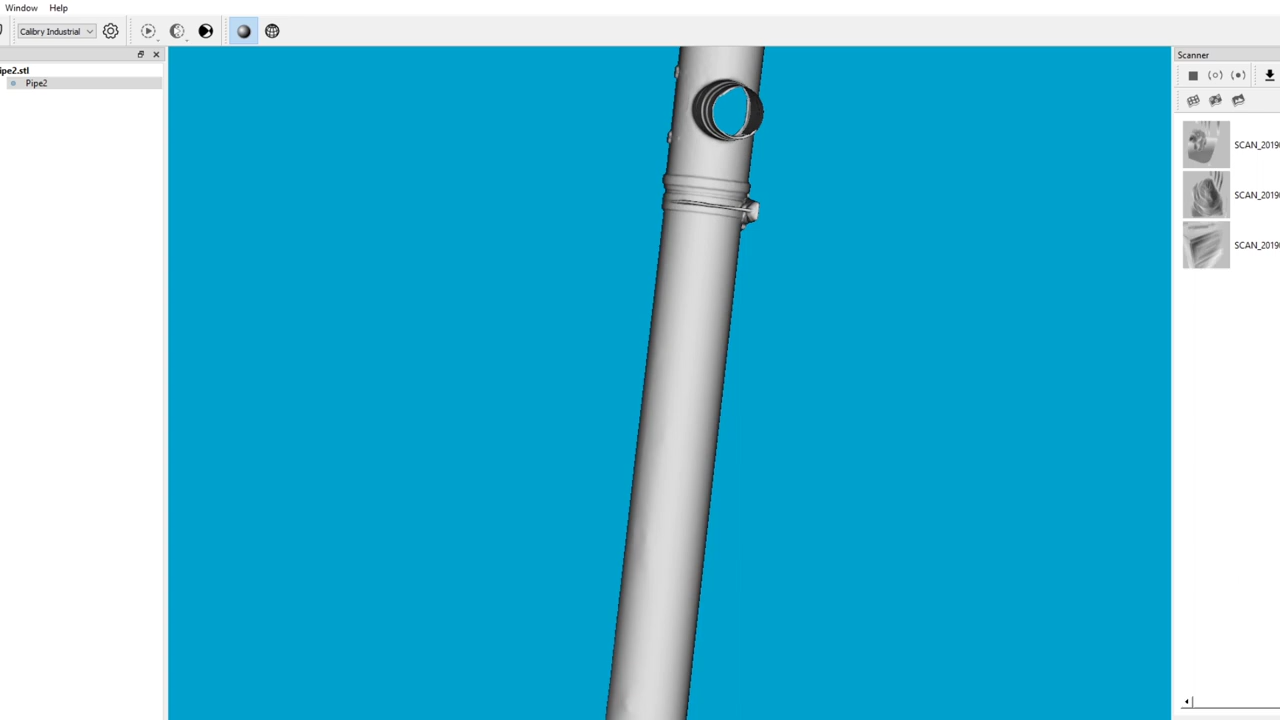 Window Help
Calibry Industrial
Scanner
ipe2.stl
Pipe2
SCAN_2019
SCAN_2019
SCAN_2019